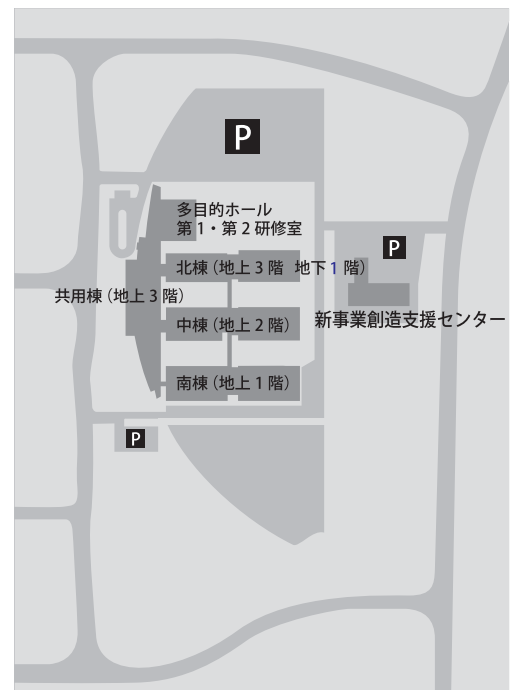 P
多目的ホール
第1・第2研修室
P
北棟（地上3階 地下1階）
共用棟（地上3階）
中棟（地上2階）
新事業創造支援センター
南棟（地上1階）
P